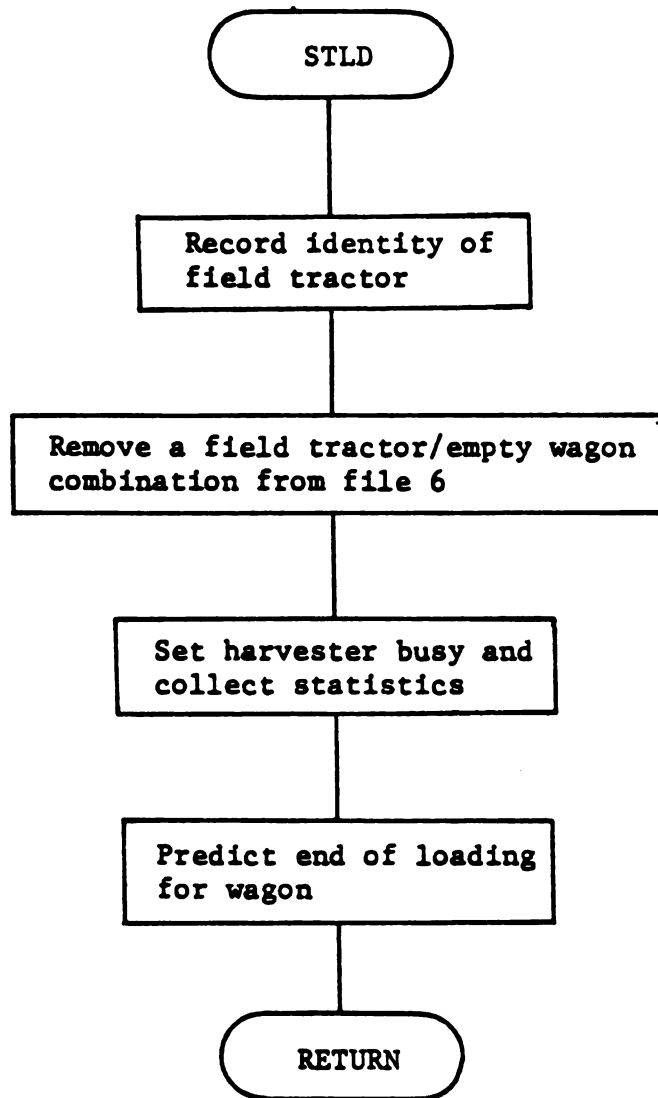 STLD
Record identity of
field tractor
Remove a field tractor/empty wagon
combination from file 6
Set harvester busy and
collect statistics
Predict end of loading
for wagon
RETURN